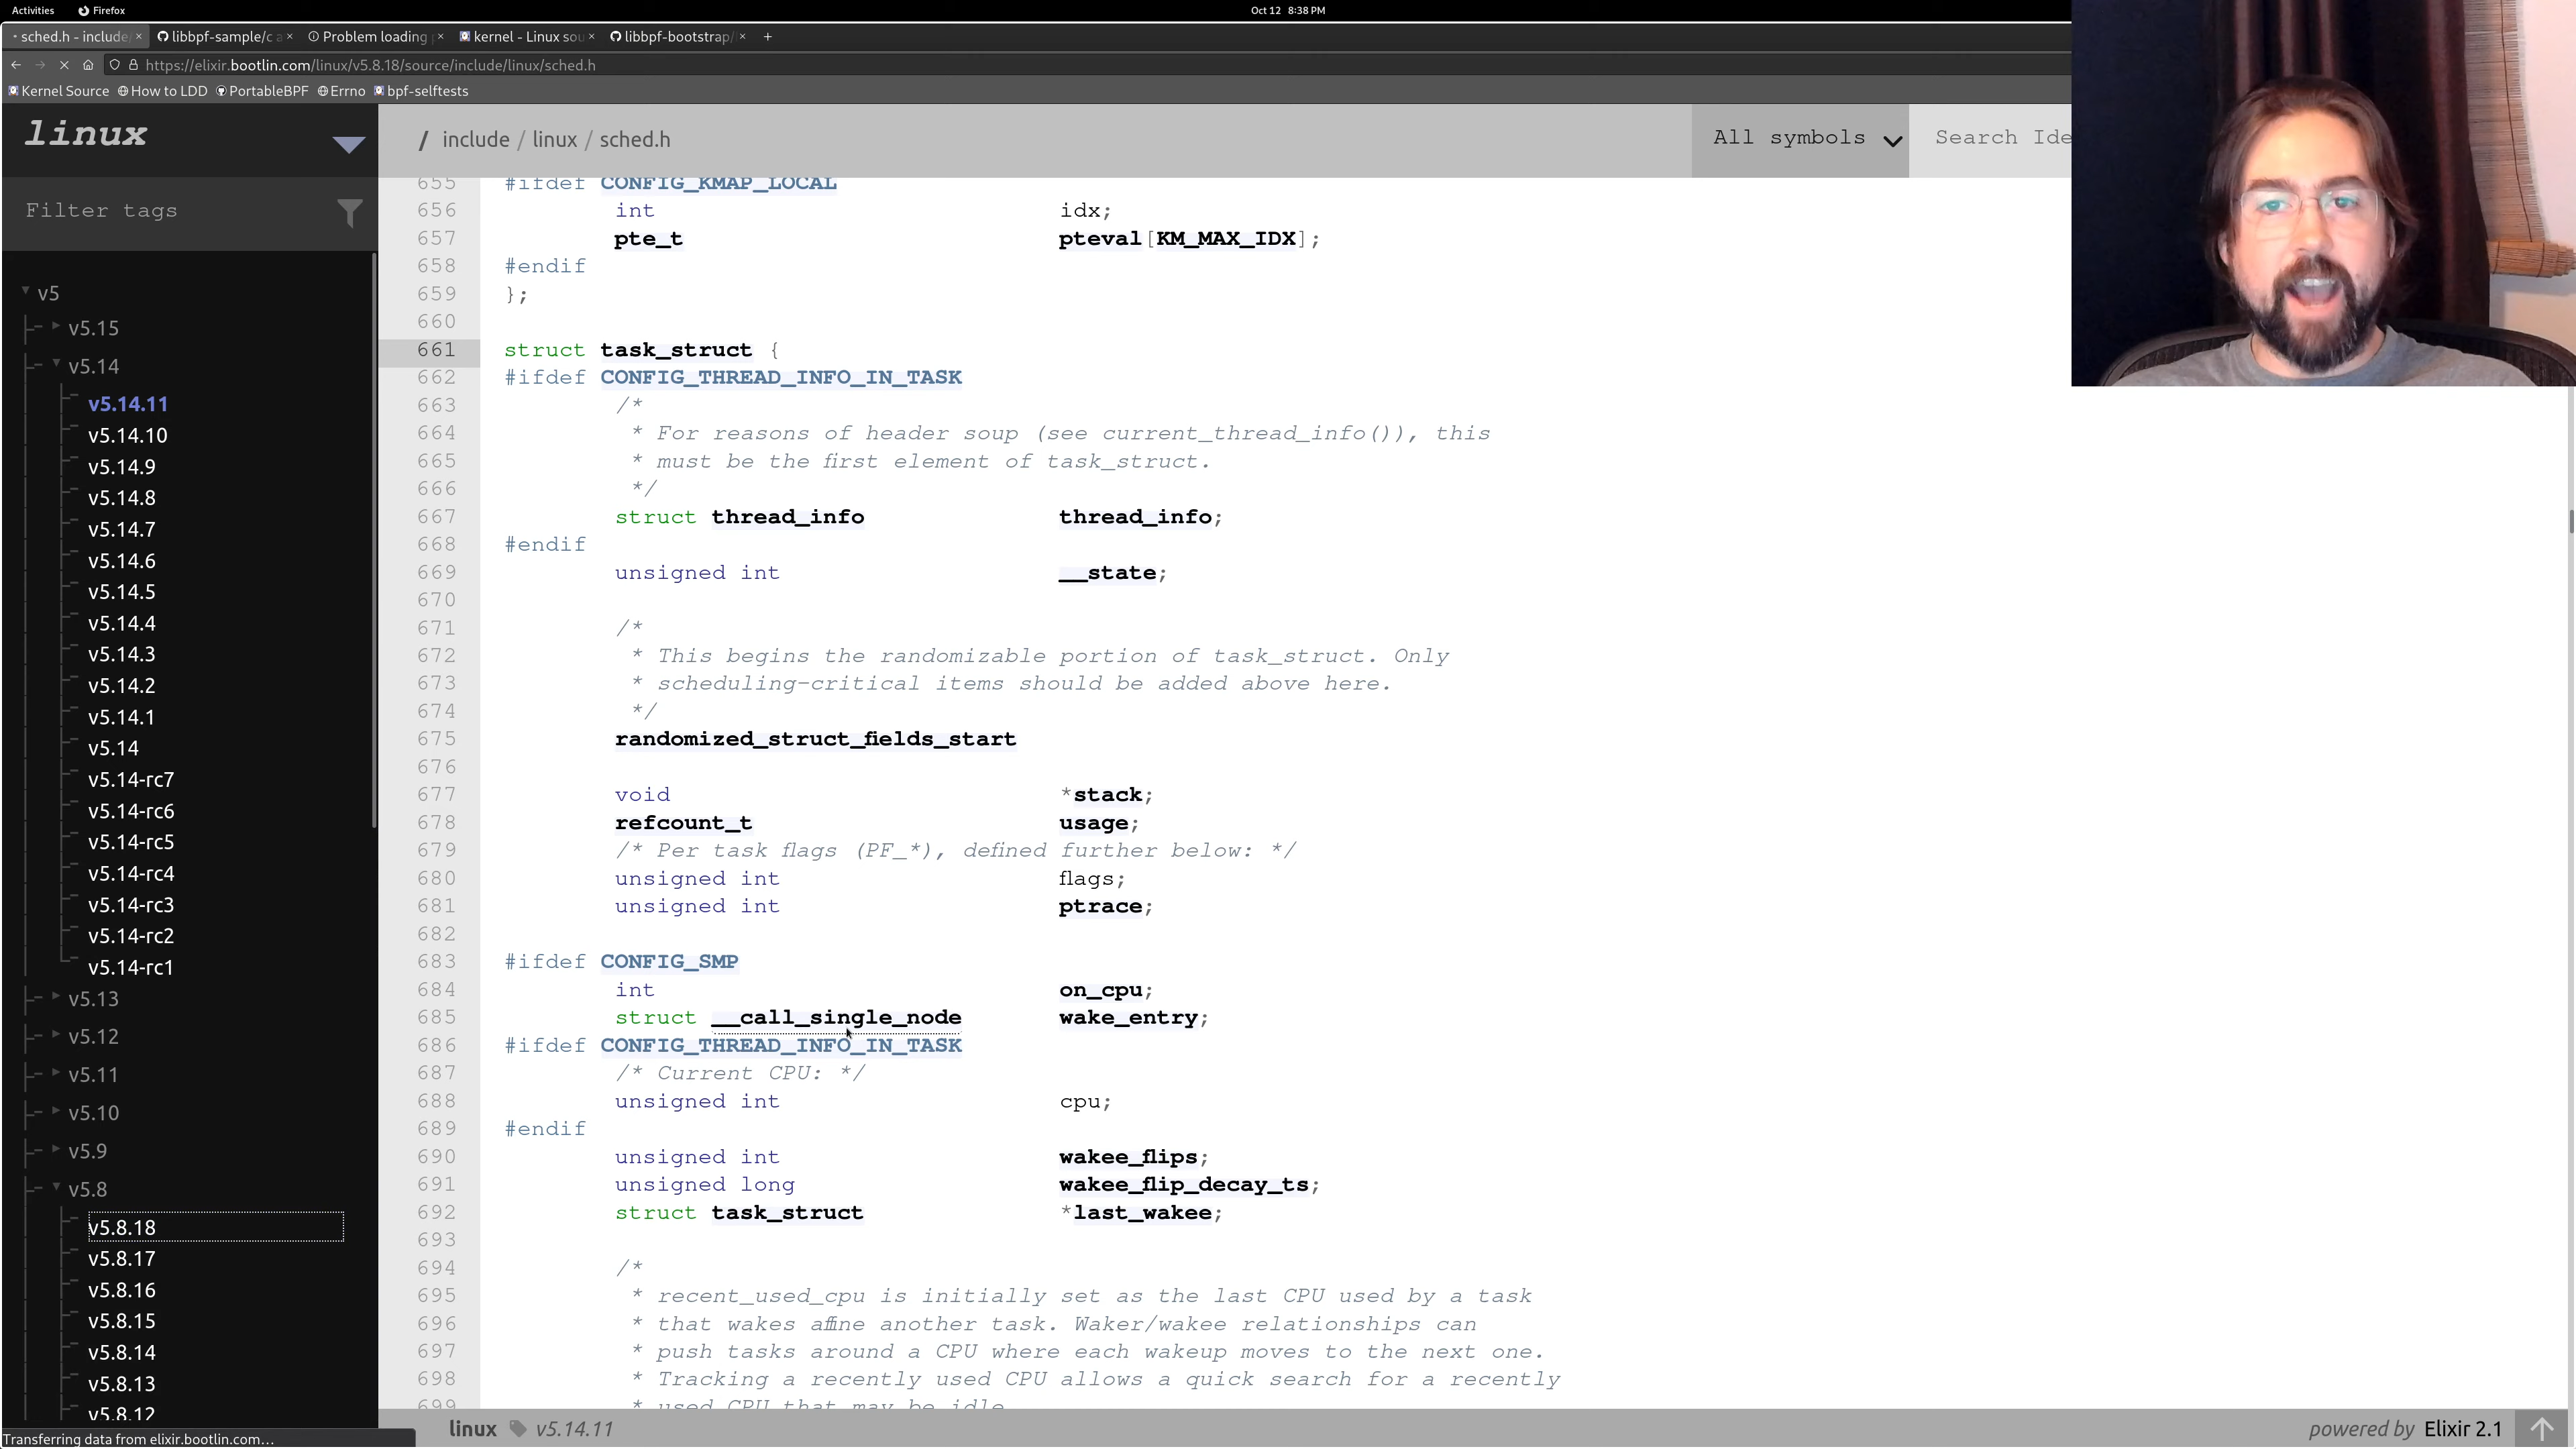 Activities Firefox Oct 12 8:38 PM
sched.h - include/ × libbpf-sample/c a × Problem loading p × kernel - Linux sou × libbpf-bootstrap/ × +
https://elixir.bootlin.com/linux/v5.8.18/source/include/linux/sched.h
Kernel Source How to LDD PortableBPF Errno bpf-selftests
linux
/ include / linux / sched.h
All symbols
Search Ide
Filter tags
v5
v5.15
v5.14
v5.14.11
v5.14.10
v5.14.9
v5.14.8
v5.14.7
v5.14.6
v5.14.5
v5.14.4
v5.14.3
v5.14.2
v5.14.1
v5.14
v5.14-rc7
v5.14-rc6
v5.14-rc5
v5.14-rc4
v5.14-rc3
v5.14-rc2
v5.14-rc1
v5.13
v5.12
v5.11
v5.10
v5.9
v5.8
v5.8.18
v5.8.17
v5.8.16
v5.8.15
v5.8.14
v5.8.13
v5.8.12
655 #ifdef CONFIG_KMAP_LOCAL
656 int idx;
657 pte_t pteval[KM_MAX_IDX];
658 #endif
659 };
660
661 struct task_struct {
662 #ifdef CONFIG_THREAD_INFO_IN_TASK
663 /*
664 * For reasons of header soup (see current_thread_info()), this
665 * must be the first element of task_struct.
666 */
667 struct thread_info thread_info;
668 #endif
669 unsigned int __state;
670
671 /*
672 * This begins the randomizable portion of task_struct. Only
673 * scheduling-critical items should be added above here.
674 */
675 randomized_struct_fields_start
676
677 void *stack;
678 refcount_t usage;
679 /* Per task flags (PF_*), defined further below: */
680 unsigned int flags;
681 unsigned int ptrace;
682
683 #ifdef CONFIG_SMP
684 int on_cpu;
685 struct __call_single_node wake_entry;
686 #ifdef CONFIG_THREAD_INFO_IN_TASK
687 /* Current CPU: */
688 unsigned int cpu;
689 #endif
690 unsigned int wakee_flips;
691 unsigned long wakee_flip_decay_ts;
692 struct task_struct *last_wakee;
693
694 /*
695 * recent_used_cpu is initially set as the last CPU used by a task
696 * that wakes affine another task. Waker/wakee relationships can
697 * push tasks around a CPU where each wakeup moves to the next one.
698 * Tracking a recently used CPU allows a quick search for a recently
699 * used CPU that may be idle.
Transferring data from elixir.bootlin.com...
linux v5.14.11
powered by Elixir 2.1